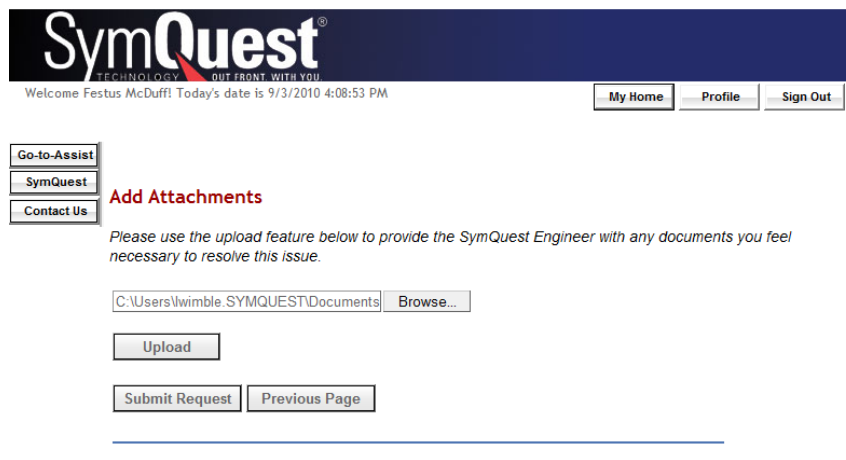 SymQuest®
TECHNOLOGY OUT FRONT. WITH YOU.
Welcome Festus McDuff! Today's date is 9/3/2010 4:08:53 PM
My Home Profile Sign Out
Go-to-Assist
SymQuest
Contact Us
Add Attachments
Please use the upload feature below to provide the SymQuest Engineer with any documents you feel
necessary to resolve this issue.
C:\Users\lwimble.SYMQUEST\Documents Browse...
Upload
Submit Request Previous Page